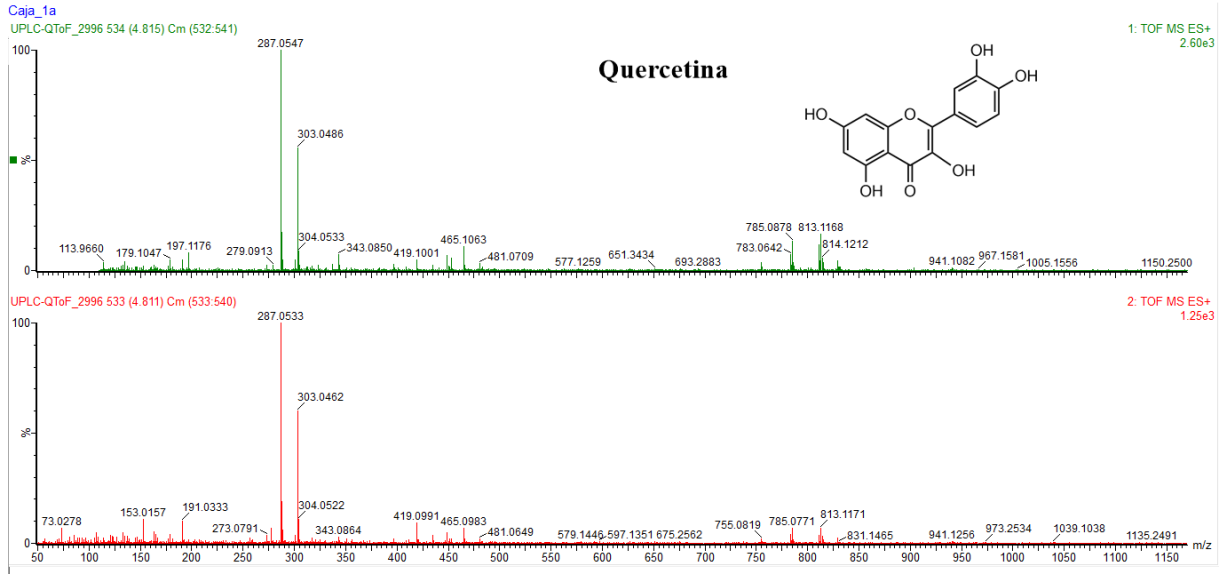 Caja_1a
UPLC-QToF_2996 534 (4.815) Cm (532:541)
1: TOF MS ES+
2.60e3
100
%
0
287.0547
Quercetina
303.0486
304.0533
113.9660
179.1047
197.1176
279.0913
343.0850
419.1001
465.1063
481.0709
577.1259
651.3434
693.2883
785.0878
783.0642
813.1168
814.1212
941.1082
967.1581
1005.1556
1150.2500
HO
O
OH
OH
OH
OH
O
UPLC-QToF_2996 533 (4.811) Cm (533:540)
2: TOF MS ES+
1.25e3
100
%
0
287.0533
303.0462
304.0522
73.0278
153.0157
191.0333
273.0791
343.0864
419.0991
465.0983
481.0649
579.1446
597.1351
675.2562
755.0819
785.0771
813.1171
831.1465
941.1256
973.2534
1039.1038
1135.2491
m/z
50 100 150 200 250 300 350 400 450 500 550 600 650 700 750 800 850 900 950 1000 1050 1100 1150